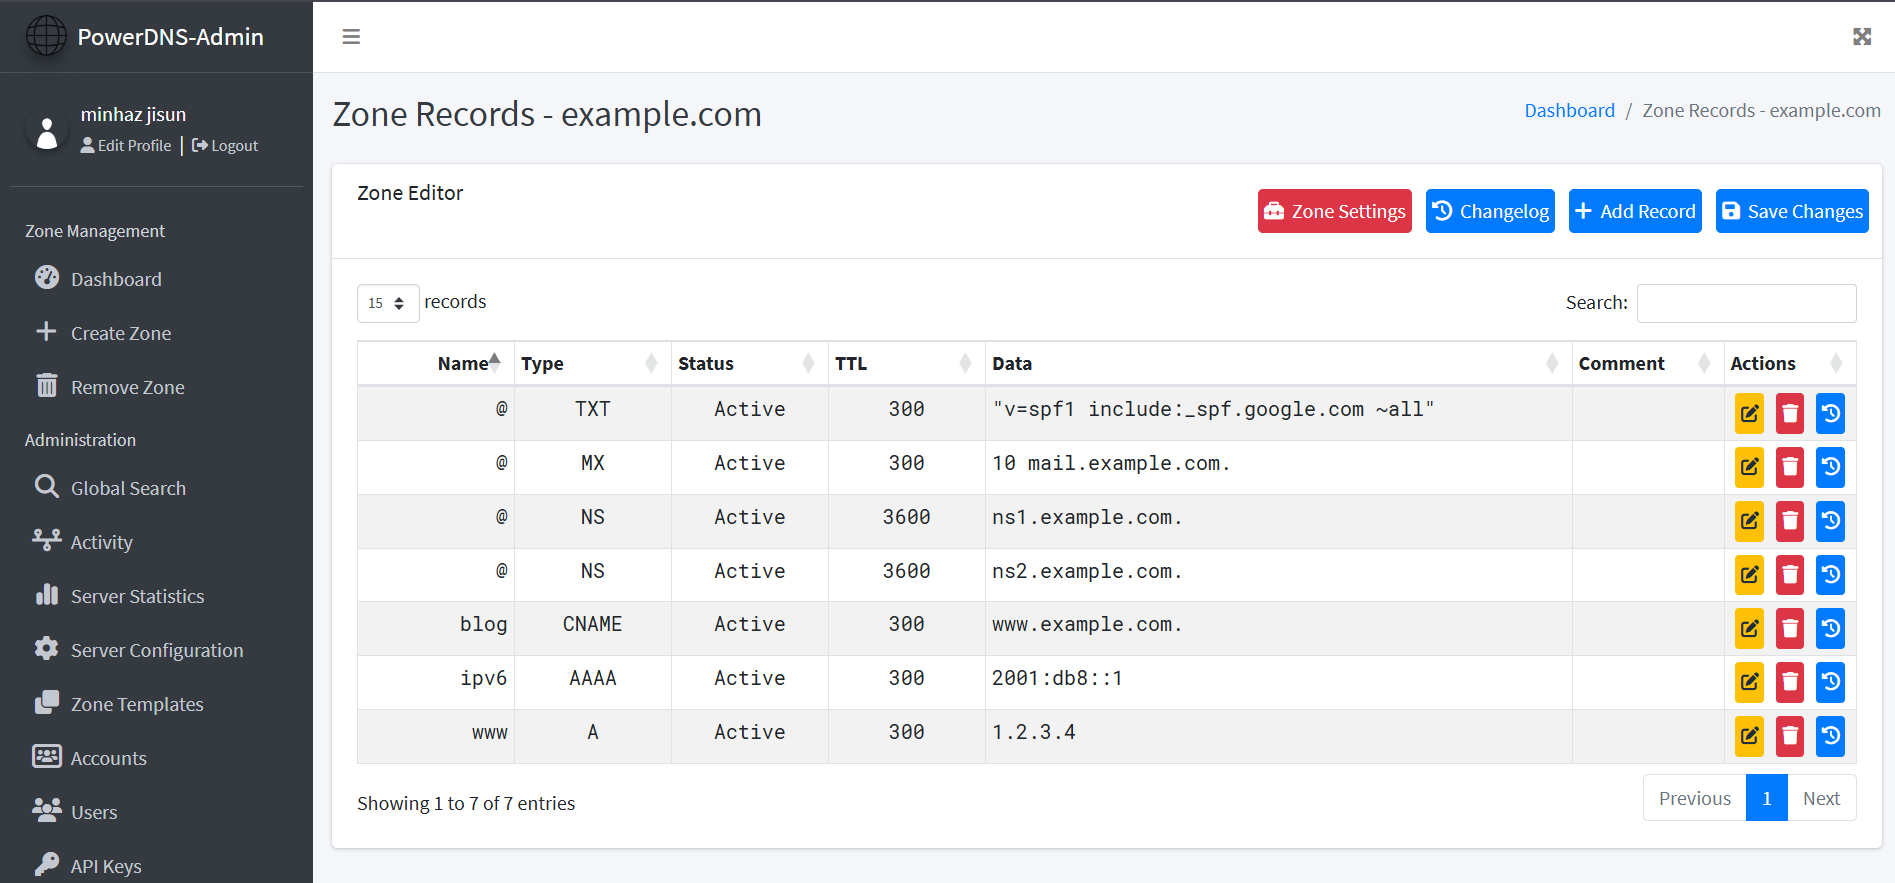 PowerDNS-Admin
minhaz jisun
Edit Profile | Logout
Zone Management
Dashboard
Create Zone
Remove Zone
Administration
Global Search
Activity
Server Statistics
Server Configuration
Zone Templates
Accounts
Users
API Keys
Zone Records - example.com
Dashboard / Zone Records - example.com
Zone Editor
Zone Settings Changelog Add Record Save Changes
15 records Search:
Name Type Status TTL Data Comment Actions
@ TXT Active 300 "v=spf1 include:_spf.google.com ~all"
@ MX Active 300 10 mail.example.com.
@ NS Active 3600 ns1.example.com.
@ NS Active 3600 ns2.example.com.
blog CNAME Active 300 www.example.com.
ipv6 AAAA Active 300 2001:db8::1
www A Active 300 1.2.3.4
Showing 1 to 7 of 7 entries
Previous 1 Next